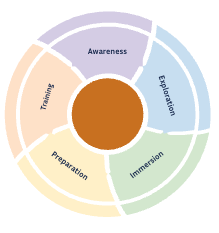 Awareness
Exploration
Immersion
Preparation
Training